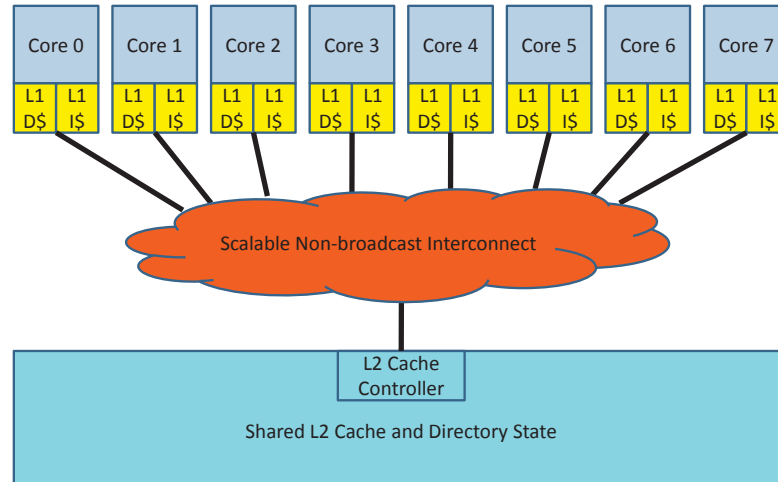 Core 0 Core 1 Core 2 Core 3 Core 4 Core 5 Core 6 Core 7
L1 L1 L1 L1 L1 L1 L1 L1 L1 L1 L1 L1 L1 L1 L1 L1
D$ I$ D$ I$ D$ I$ D$ I$ D$ I$ D$ I$ D$ I$ D$ I$
Scalable Non-broadcast Interconnect
L2 Cache
Controller
Shared L2 Cache and Directory State